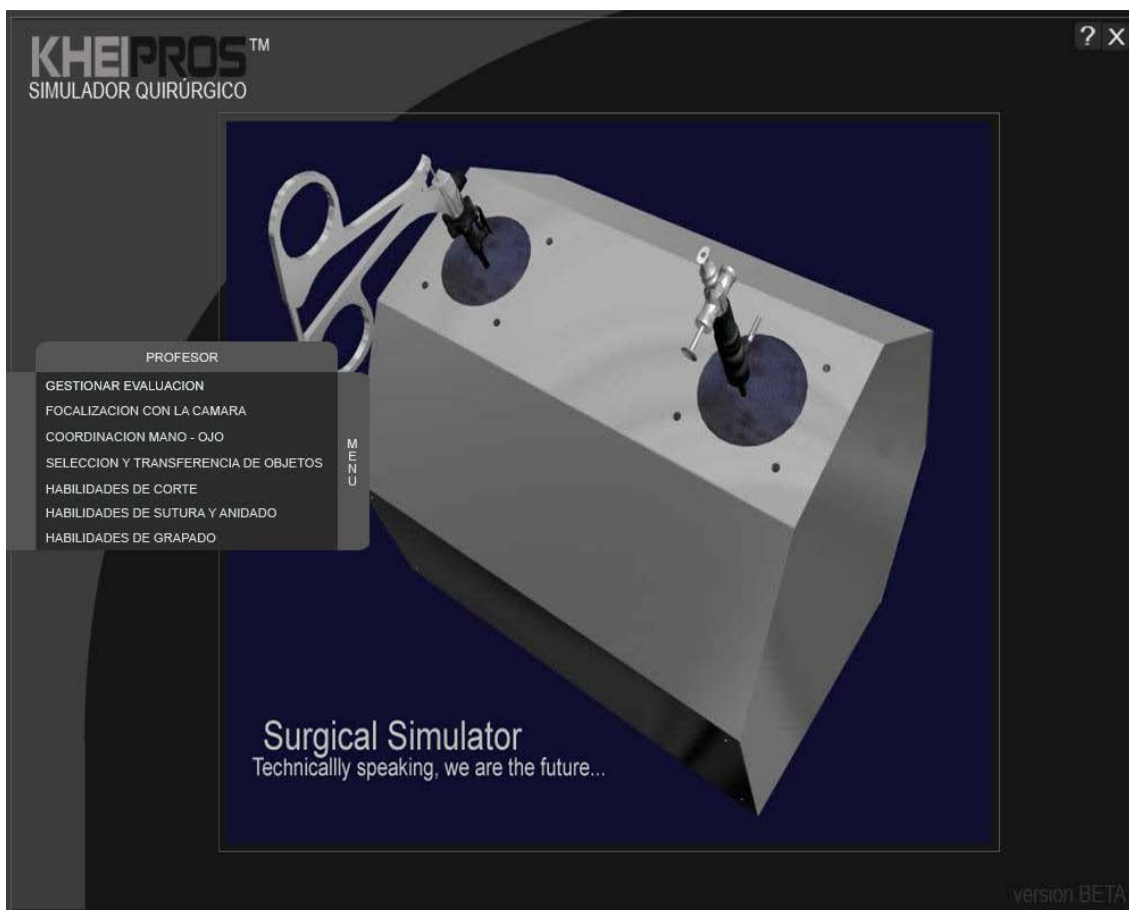 KHEIPROS™
SIMULADOR QUIRÚRGICO
? X
PROFESOR
GESTIONAR EVALUACION
FOCALIZACION CON LA CAMARA
COORDINACION MANO - OJO
SELECCION Y TRANSFERENCIA DE OBJETOS
HABILIDADES DE CORTE
HABILIDADES DE SUTURA Y ANIDADO
HABILIDADES DE GRAPADO
MENU
Surgical Simulator
Technicallly speaking, we are the future...
version BETA